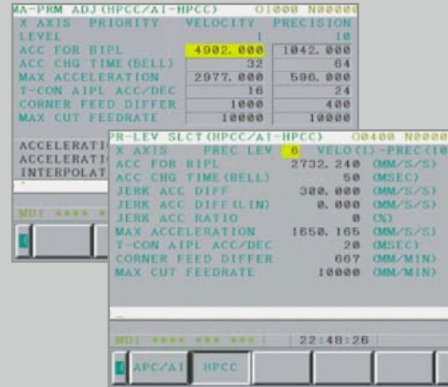 MA-PRM ADJ(HPCC/AI-HPCC) O1000 N0000
X AXIS PRIORITY VELOCITY PRECISION
LEVEL 1 10
ACC FOR BIPL 4902.000 1042.000
ACC CHG TIME(BELL) 32 64
MAX ACCELERATION 2977.000 596.000
T-CON AIPL ACC/DEC 16 24
CORNER FEED DIFFER 1000 400
MAX CUT FEEDRATE 10000 10000
ACCELERATI
ACCELERATI
INTERPOLAT
MDI **** *
PR-LEV SLCT(HPCC/AI-HPCC) O0400 N0000
X AXIS PREC LEV 6 VELO(1)-PREC(10
ACC FOR BIPL 2732.240 (MM/S/S)
ACC CHG TIME(BELL) 50 (MSEC)
JERK ACC DIFF 300.000 (MM/S/S)
JERK ACC DIFF(LIN) 0.000 (MM/S/S)
JERK ACC RATIO 0 (%)
MAX ACCELERATION 1650.165 (MM/S/S)
T-CON AIPL ACC/DEC 20 (MSEC)
CORNER FEED DIFFER 667 (MM/MIN)
MAX CUT FEEDRATE 10000 (MM/MIN)
MDI **** *** *** 22:48:26
APC/AI HPCC